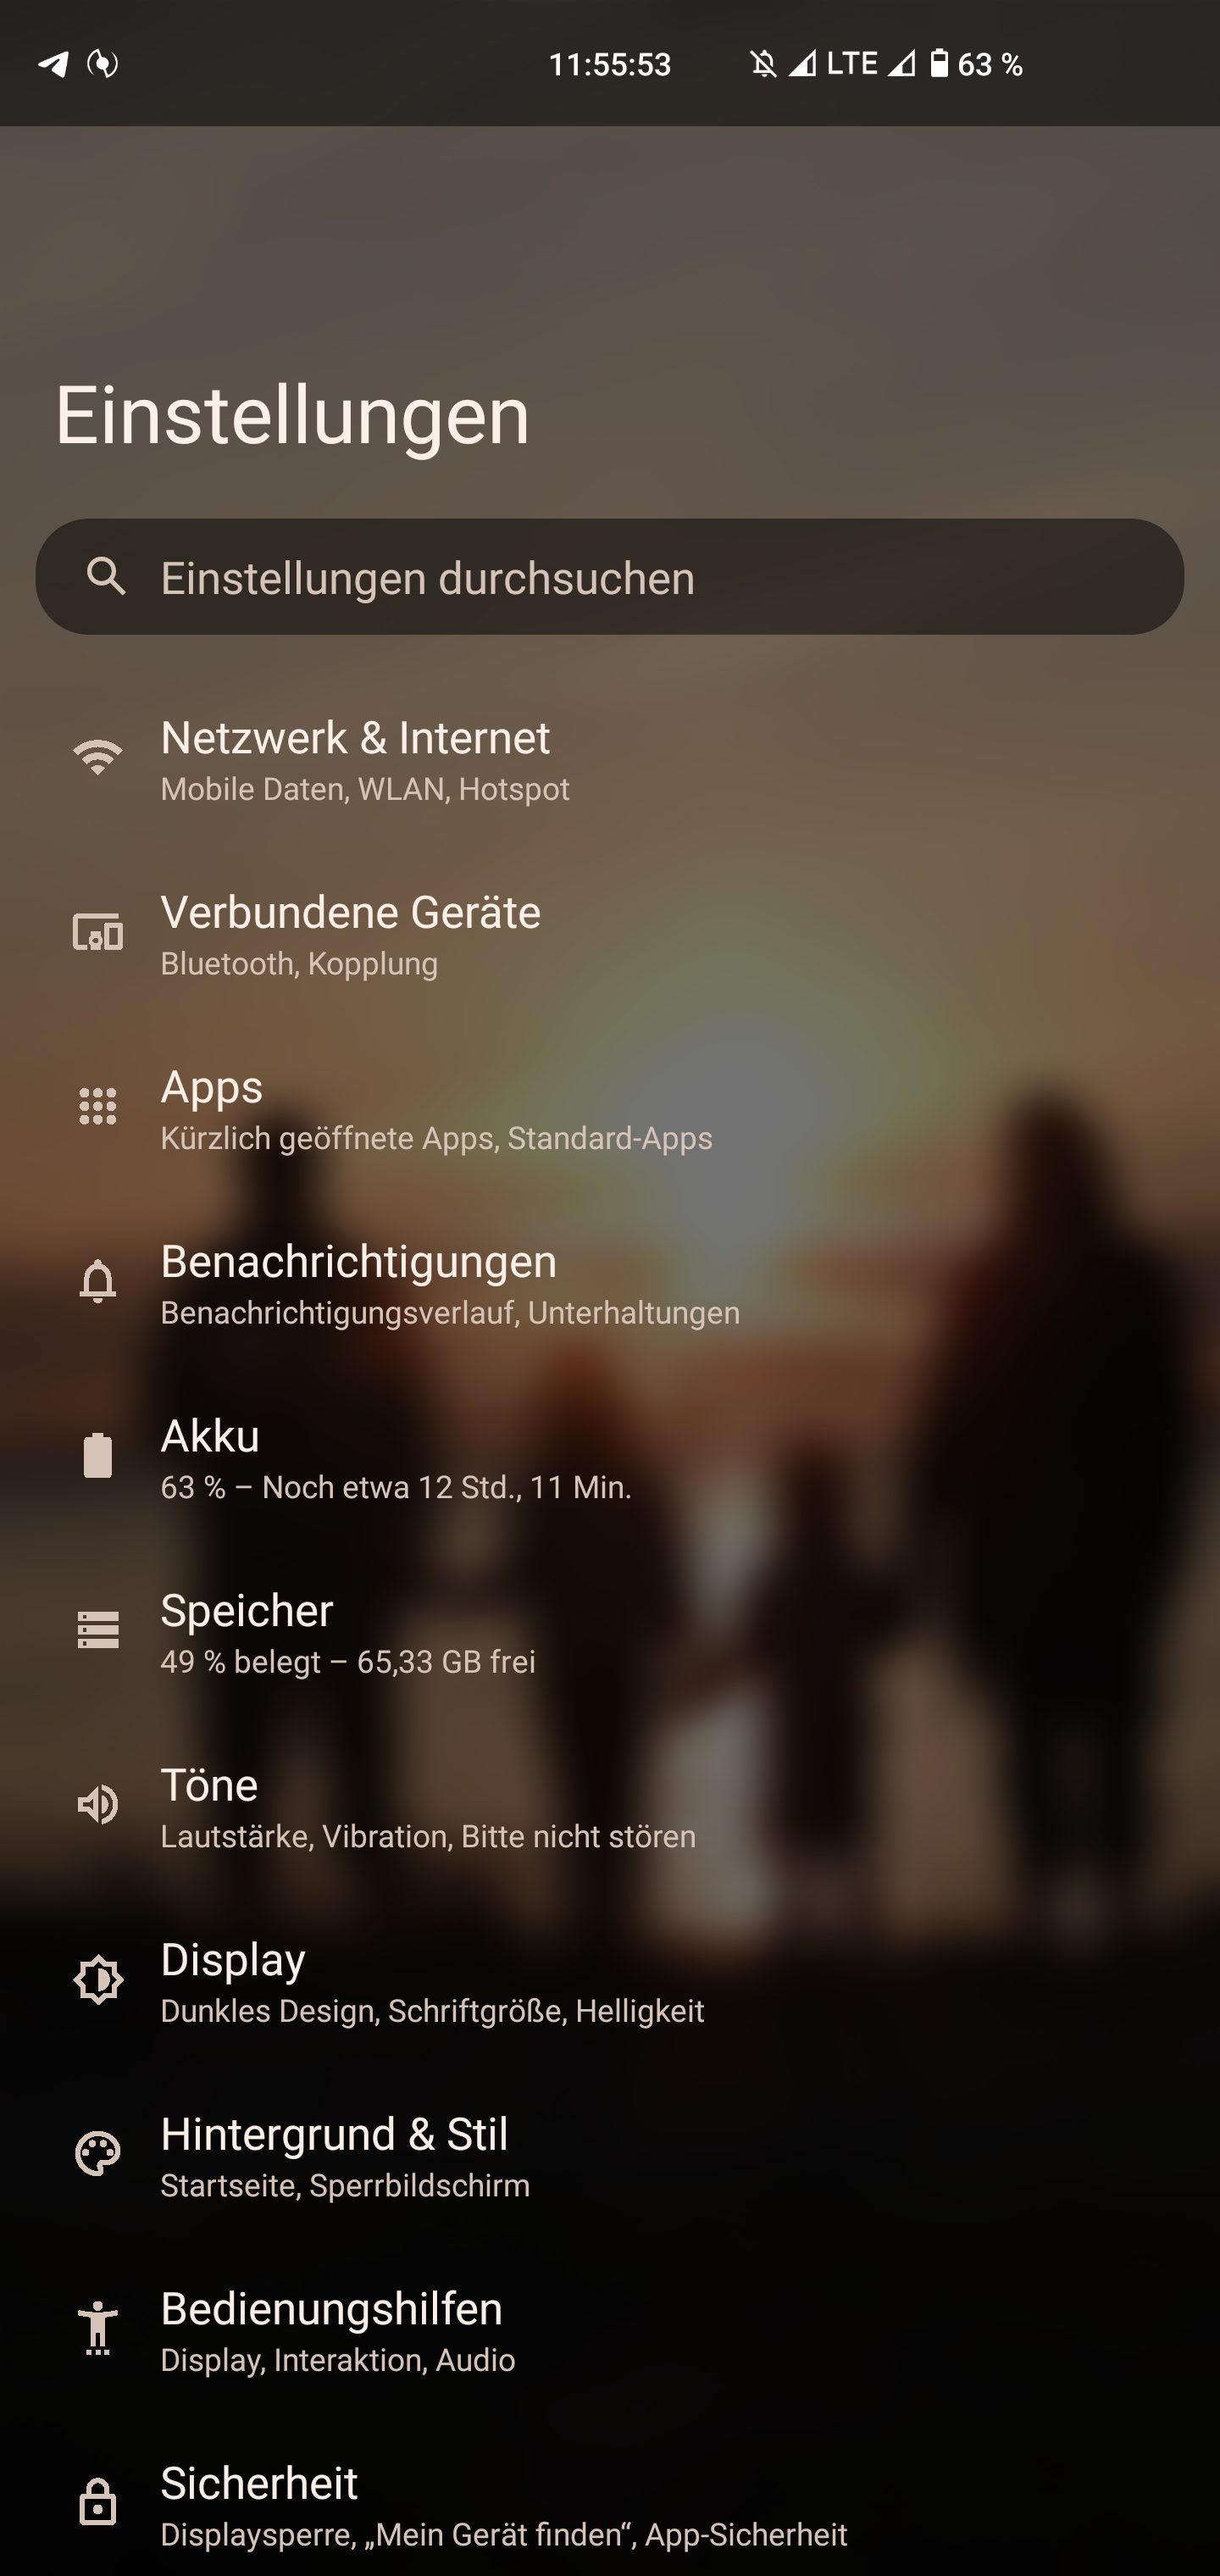 11:55:53 LTE 63 %
Einstellungen
Einstellungen durchsuchen
Netzwerk & Internet
Mobile Daten, WLAN, Hotspot
Verbundene Geräte
Bluetooth, Kopplung
Apps
Kürzlich geöffnete Apps, Standard-Apps
Benachrichtigungen
Benachrichtigungsverlauf, Unterhaltungen
Akku
63 % – Noch etwa 12 Std., 11 Min.
Speicher
49 % belegt – 65,33 GB frei
Töne
Lautstärke, Vibration, Bitte nicht stören
Display
Dunkles Design, Schriftgröße, Helligkeit
Hintergrund & Stil
Startseite, Sperrbildschirm
Bedienungshilfen
Display, Interaktion, Audio
Sicherheit
Displaysperre, „Mein Gerät finden“, App-Sicherheit